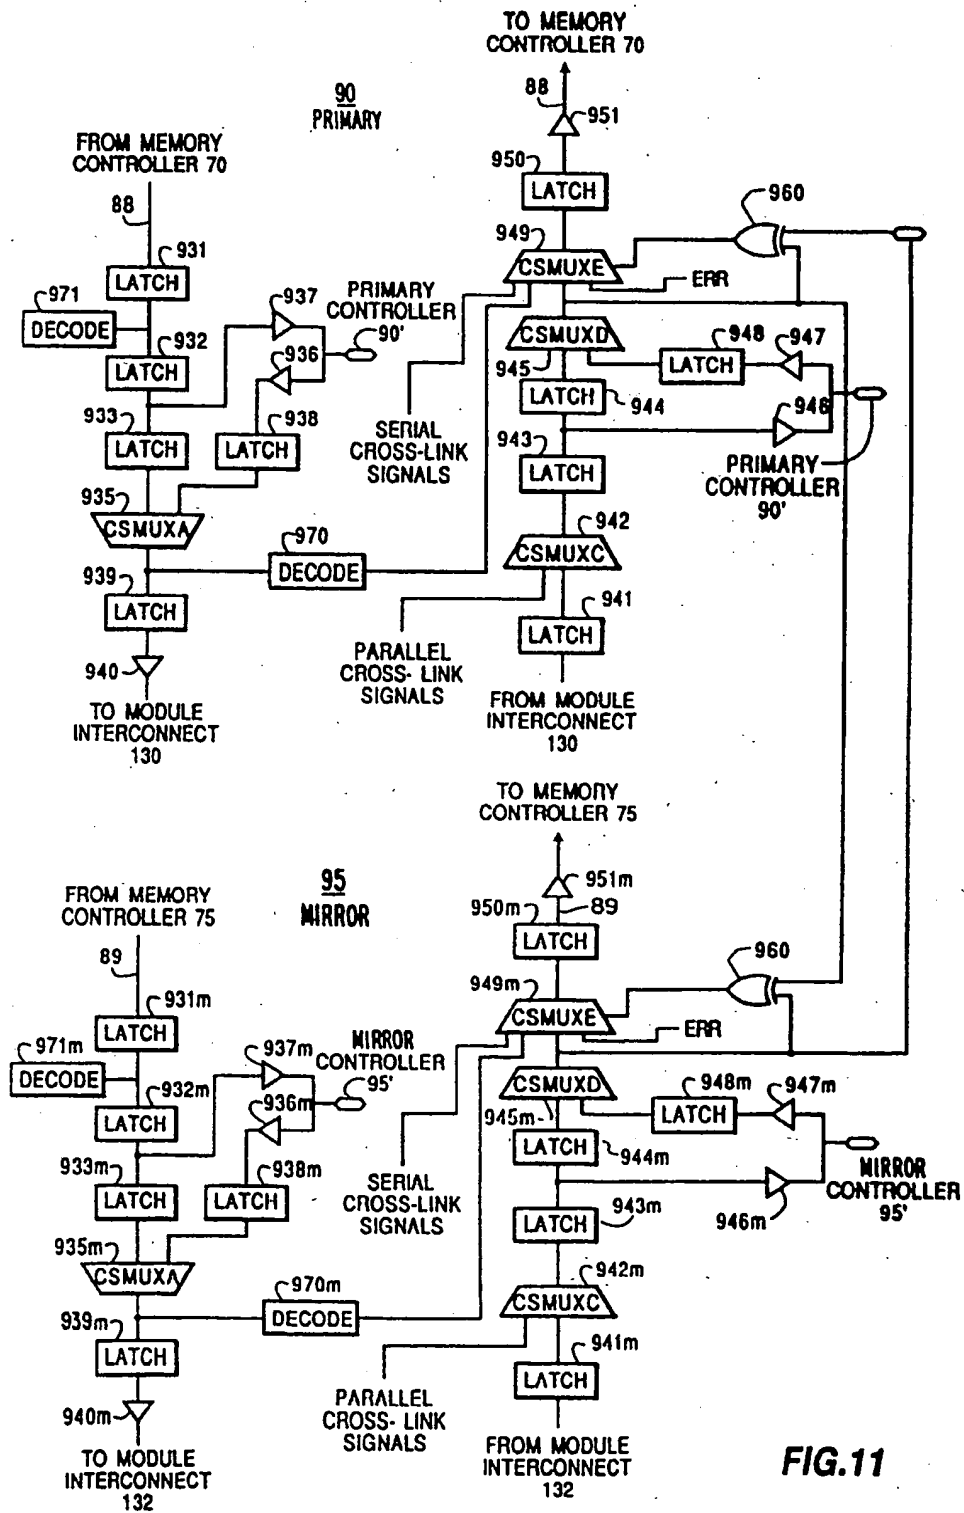 TO MEMORY
CONTROLLER 70
88
951
90
PRIMARY
FROM MEMORY
CONTROLLER 70
88
931
LATCH
971
DECODE
932
LATCH
933
LATCH
937
PRIMARY
CONTROLLER
90'
936
938
LATCH
935
CSMUXA
970
DECODE
939
LATCH
940
TO MODULE
INTERCONNECT
130
950
LATCH
949
CSMUXE
960
ERR
CSMUXD
945
948
LATCH
947
LATCH
944
946
943
LATCH
PRIMARY
CONTROLLER
90'
SERIAL
CROSS-LINK
SIGNALS
942
CSMUXC
941
LATCH
PARALLEL
CROSS- LINK
SIGNALS
FROM MODULE
INTERCONNECT
130
TO MEMORY
CONTROLLER 75
951m
89
95
MIRROR
FROM MEMORY
CONTROLLER 75
89
931m
LATCH
971m
DECODE
932m
LATCH
933m
LATCH
937m
MIRROR
CONTROLLER
95'
936m
938m
LATCH
935m
CSMUXA
970m
DECODE
939m
LATCH
940m
TO MODULE
INTERCONNECT
132
950m
LATCH
949m
CSMUXE
960
ERR
CSMUXD
945m
948m
LATCH
947m
LATCH
944m
946m
LATCH
943m
MIRROR
CONTROLLER
95'
SERIAL
CROSS-LINK
SIGNALS
942m
CSMUXC
941m
LATCH
PARALLEL
CROSS- LINK
SIGNALS
FROM MODULE
INTERCONNECT
132
FIG.11